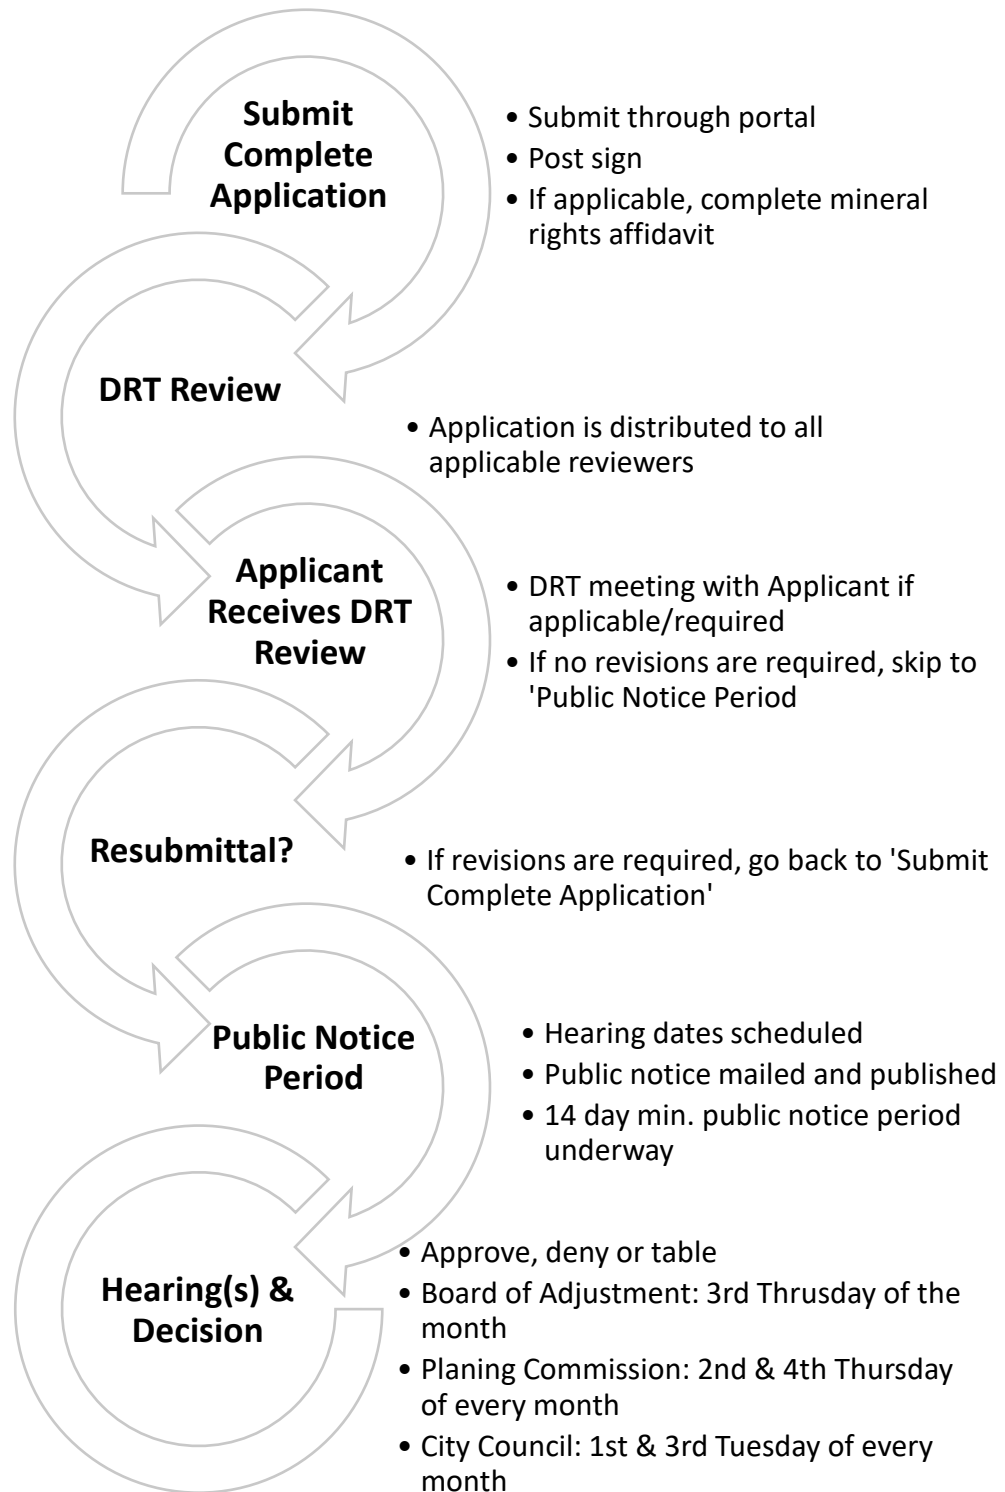 Submit
Complete
Application
• Submit through portal
• Post sign
• If applicable, complete mineral
rights affidavit
DRT Review
• Application is distributed to all
applicable reviewers
Applicant
Receives DRT
Review
• DRT meeting with Applicant if
applicable/required
• If no revisions are required, skip to
'Public Notice Period
Resubmittal?
• If revisions are required, go back to 'Submit
Complete Application'
Public Notice
Period
• Hearing dates scheduled
• Public notice mailed and published
• 14 day min. public notice period
underway
Hearing(s) &
Decision
• Approve, deny or table
• Board of Adjustment: 3rd Thrusday of the
month
• Planing Commission: 2nd & 4th Thursday
of every month
• City Council: 1st & 3rd Tuesday of every
month